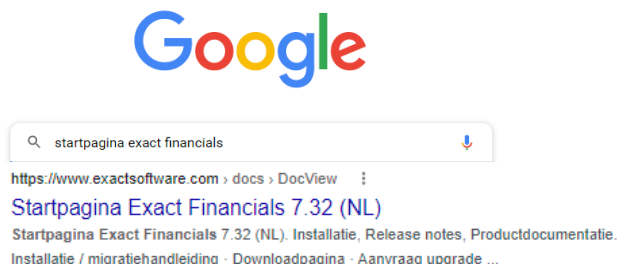 Google
startpagina exact financials
https://www.exactsoftware.com › docs › DocView
Startpagina Exact Financials 7.32 (NL)
Startpagina Exact Financials 7.32 (NL). Installatie, Release notes, Productdocumentatie.
Installatie / migratiehandleiding · Downloadpagina · Aanvraag upgrade ...